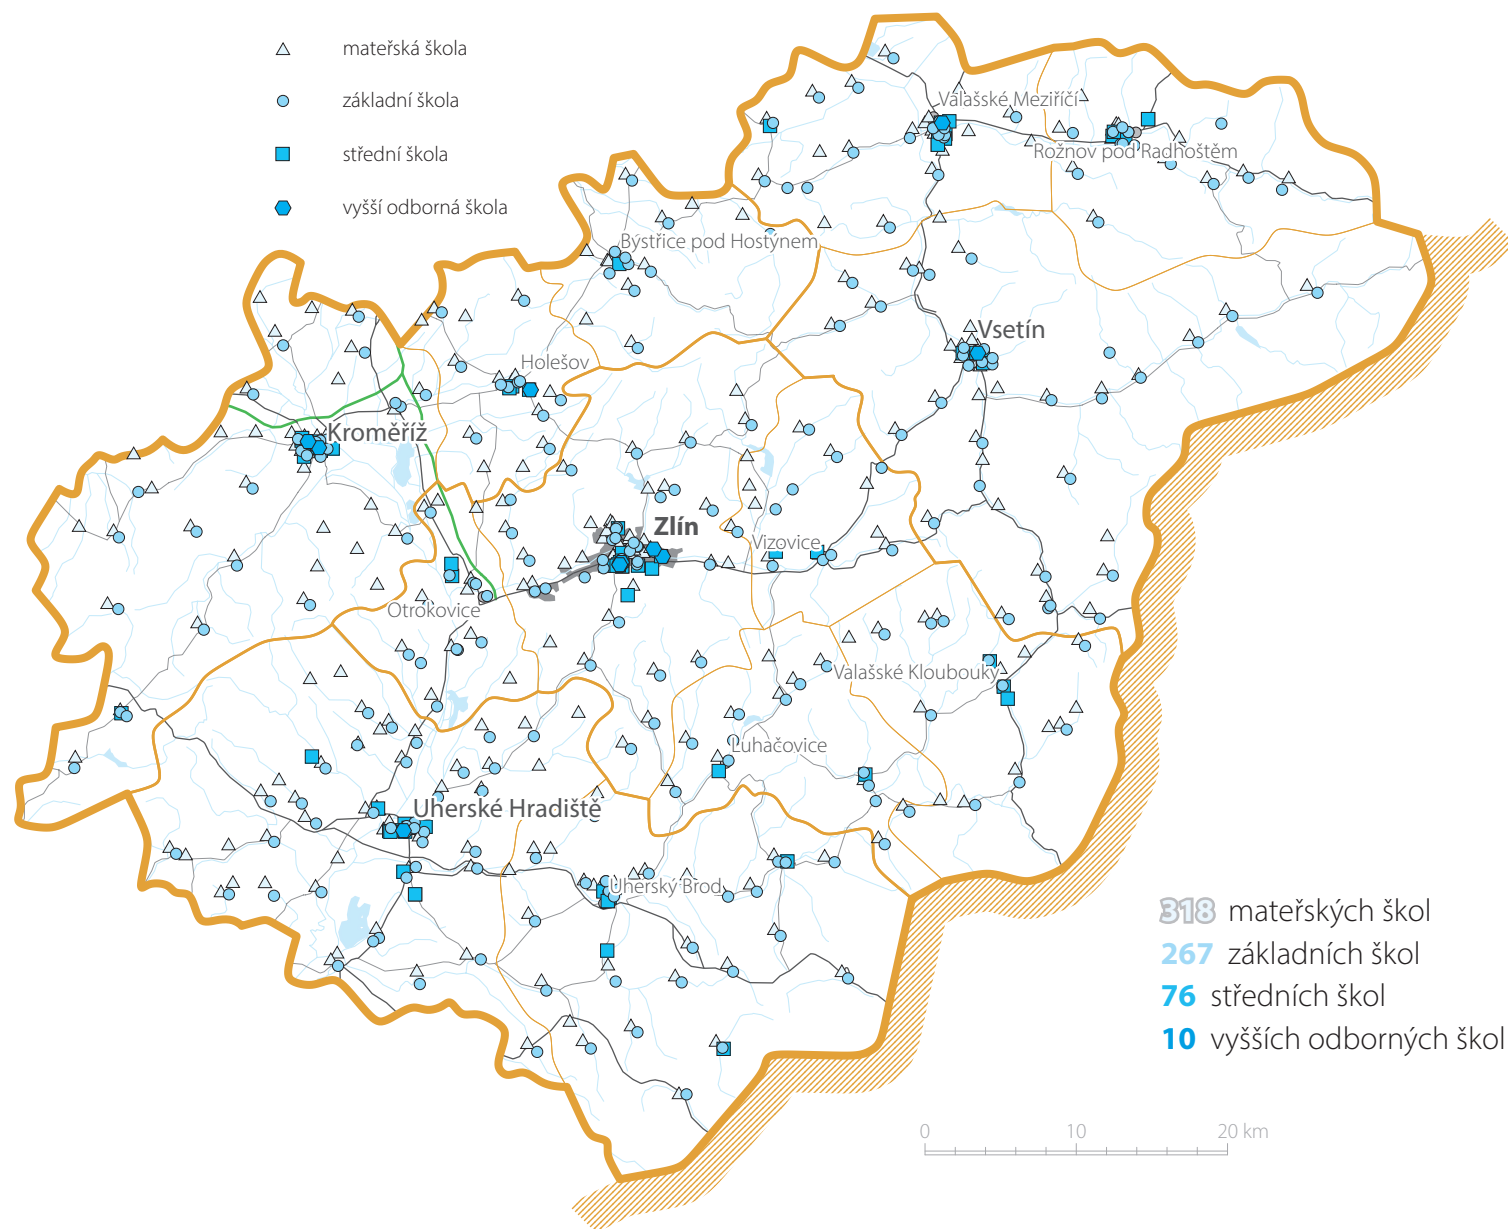 mateřská škola
základní škola
střední škola
vyšší odborná škola
Valašské Meziříčí
Rožnov pod Radhoštěm
Býstřice pod Hostýnem
Vsetín
Holešov
Kroměříž
Zlín
Vizovice
Otrokovice
Valašské Klobouky
Luhačovice
Uherské Hradiště
Uherský Brod
318 mateřských škol
267 základních škol
76 středních škol
10 vyšších odborných škol
0 10 20 km